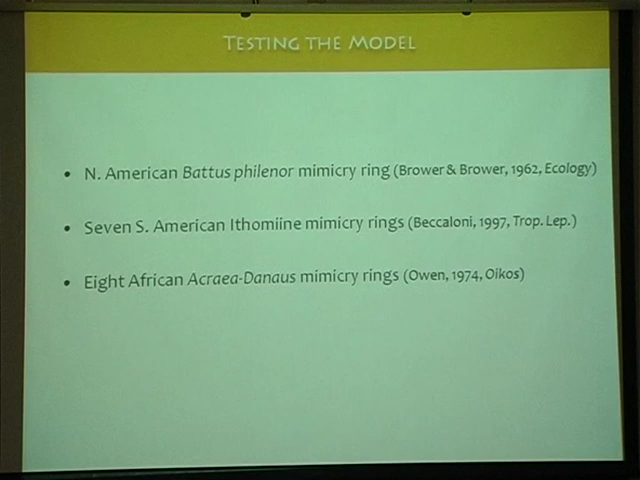 TESTING THE MODEL
• N. American Battus philenor mimicry ring (Brower & Brower, 1962, Ecology)
• Seven S. American Ithomiine mimicry rings (Beccaloni, 1997, Trop. Lep.)
• Eight African Acraea-Danaus mimicry rings (Owen, 1974, Oikos)